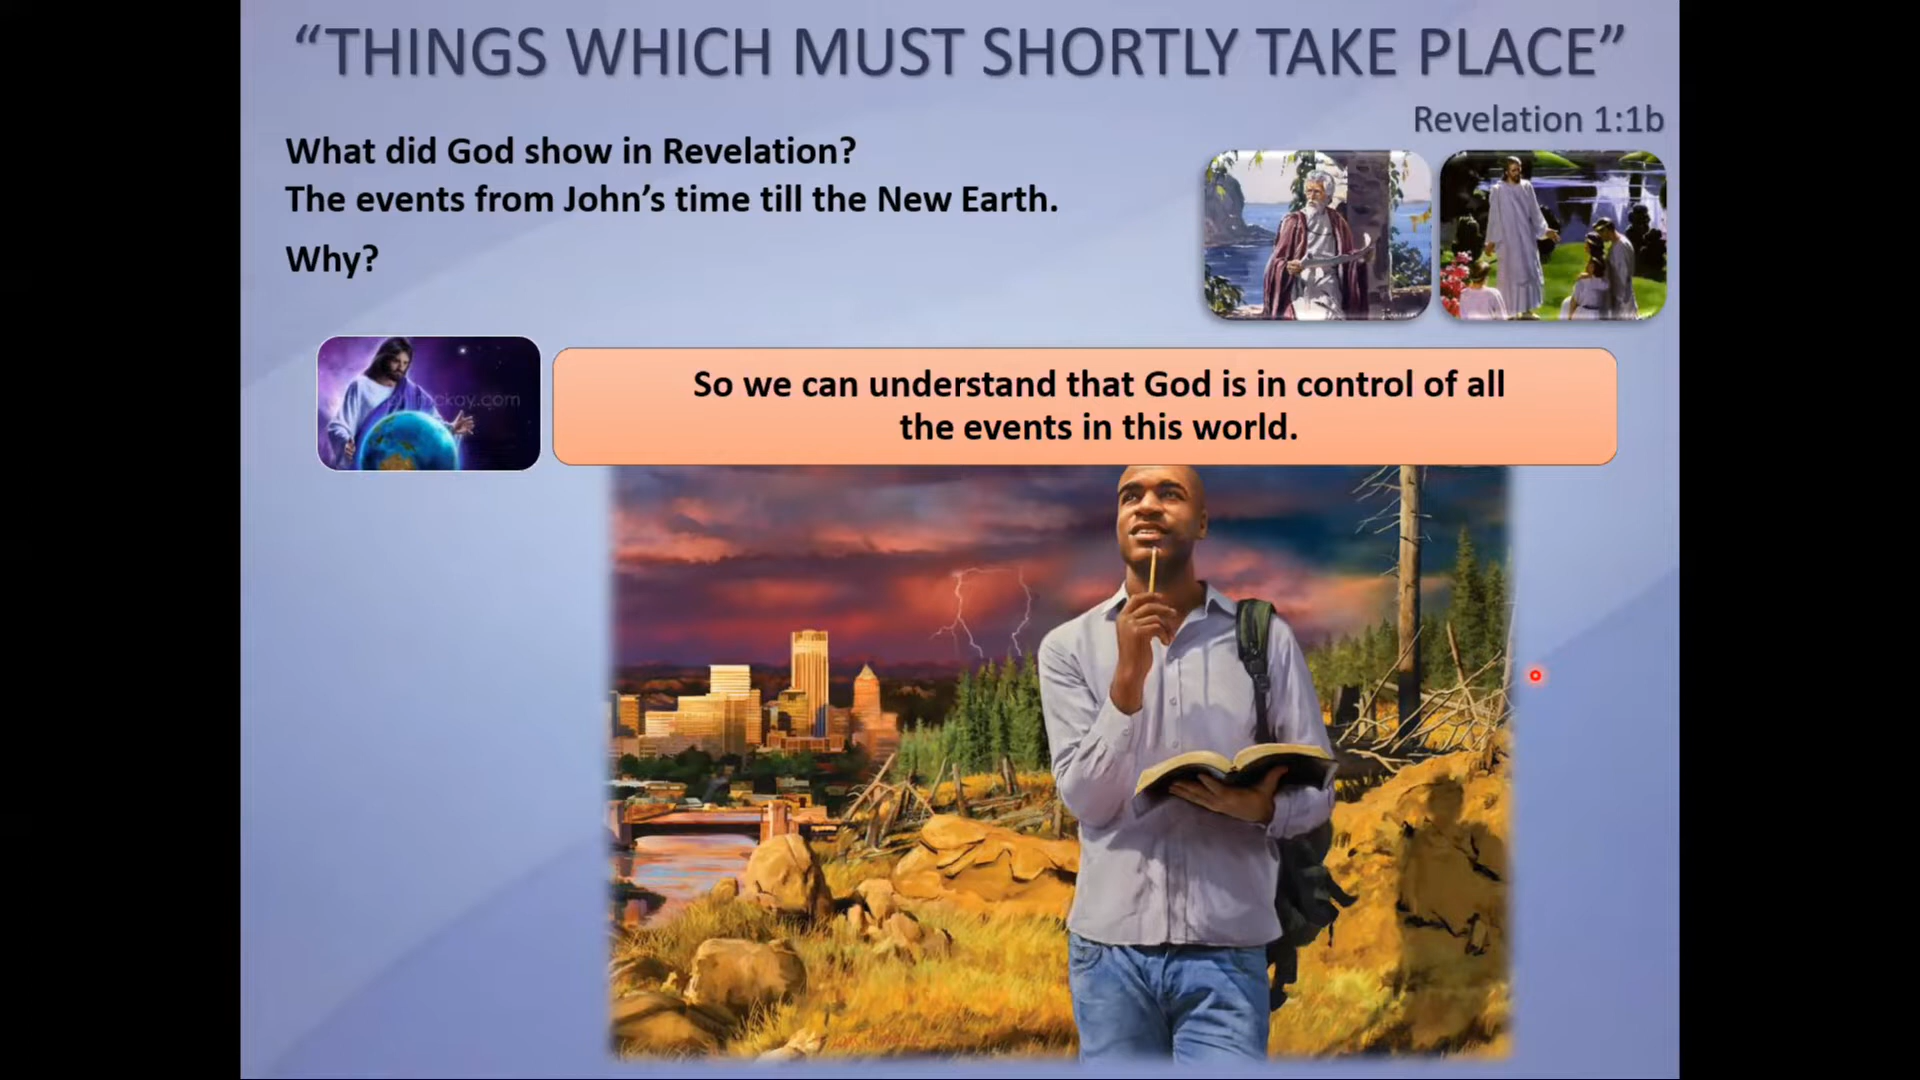 “THINGS WHICH MUST SHORTLY TAKE PLACE”
Revelation 1:1b
What did God show in Revelation?
The events from John’s time till the New Earth.
Why?
So we can understand that God is in control of all
the events in this world.